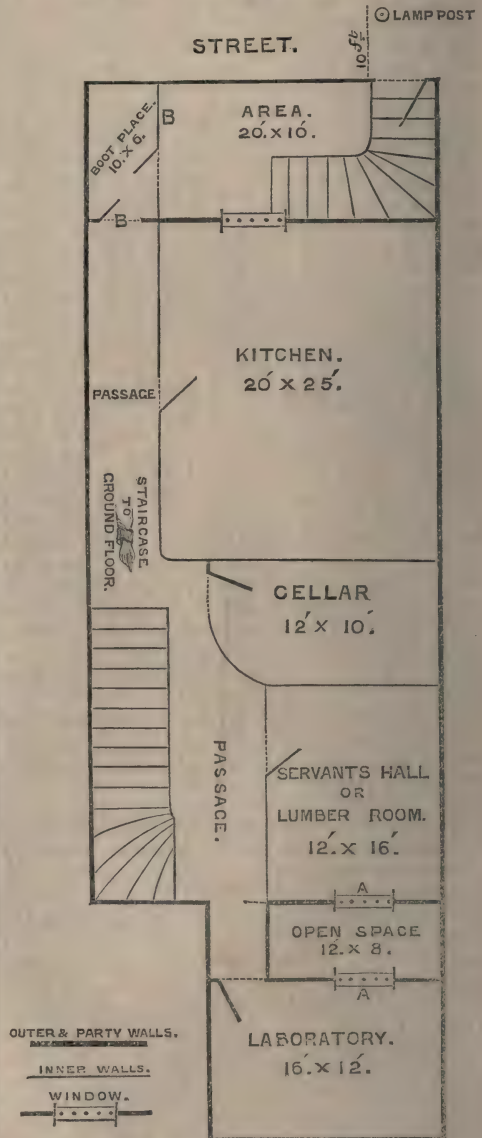 LAMP POST
STREET.
10 ft
BOOT PLACE.
10.' X 6.'
B
AREA.
20.' X 10.'
B
KITCHEN.
20' X 25'.
PASSAGE
STAIRCASE
TO
GROUND FLOOR.
CELLAR
12' X 10'.
PASSAGE.
SERVANTS HALL
OR
LUMBER ROOM.
12.' X 16.'
A
OPEN SPACE
12.' X 8.
A
LABORATORY.
16.' X 12.'
OUTER & PARTY WALLS.
INNER WALLS.
WINDOW.